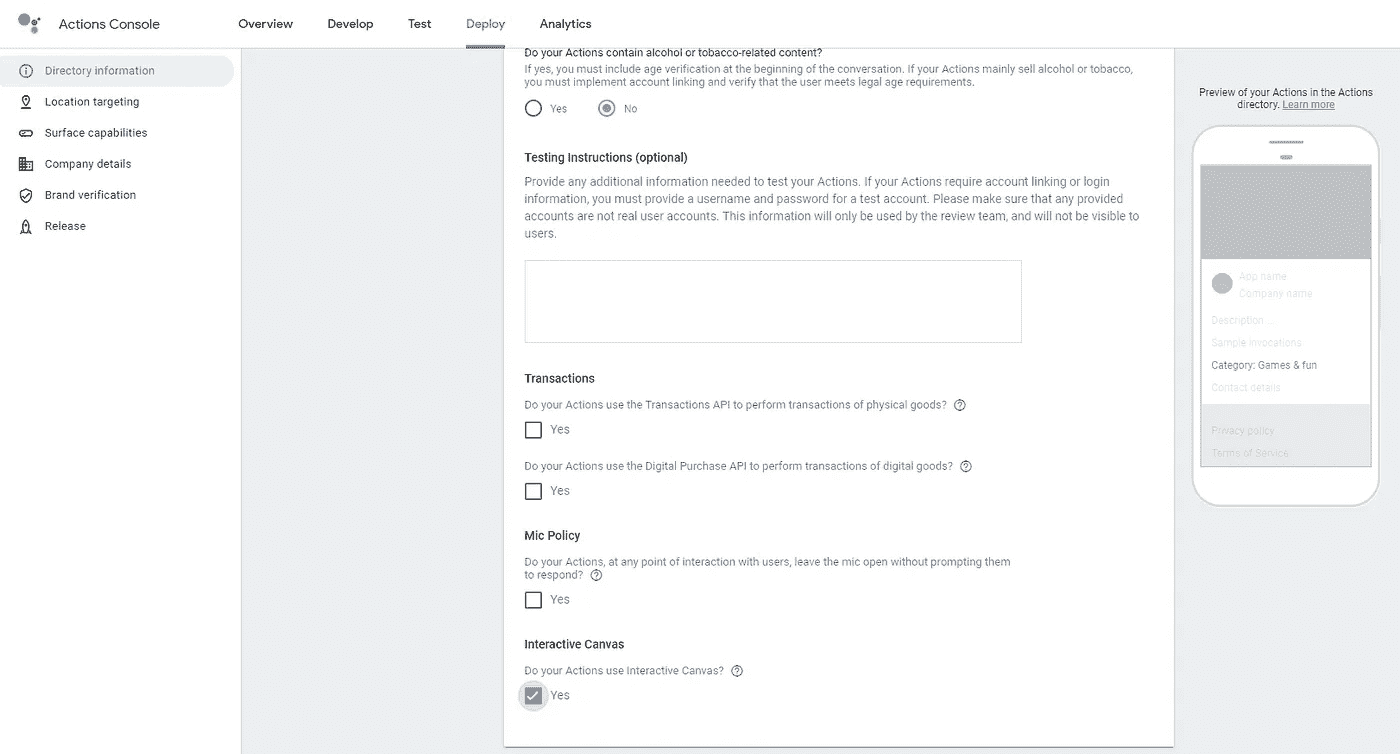 Actions Console
Overview
Develop
Test
Deploy
Analytics
Directory information
Location targeting
Surface capabilities
Company details
Brand verification
Release
Do your Actions contain alcohol or tobacco-related content?
If yes, you must include age verification at the beginning of the conversation. If your Actions mainly sell alcohol or tobacco,
you must implement account linking and verify that the user meets legal age requirements.
Yes
No
Testing Instructions (optional)
Provide any additional information needed to test your Actions. If your Actions require account linking or login
information, you must provide a username and password for a test account. Please make sure that any provided
accounts are not real user accounts. This information will only be used by the review team, and will not be visible to
users.
Transactions
Do your Actions use the Transactions API to perform transactions of physical goods?
Yes
Do your Actions use the Digital Purchase API to perform transactions of digital goods?
Yes
Mic Policy
Do your Actions, at any point of interaction with users, leave the mic open without prompting them
to respond?
Yes
Interactive Canvas
Do your Actions use Interactive Canvas?
Yes
Preview of your Actions in the Actions
directory. Learn more
App name
Company name
Description ...
Sample Invocations
Category: Games & fun
Contact details
Privacy policy
Terms of Service